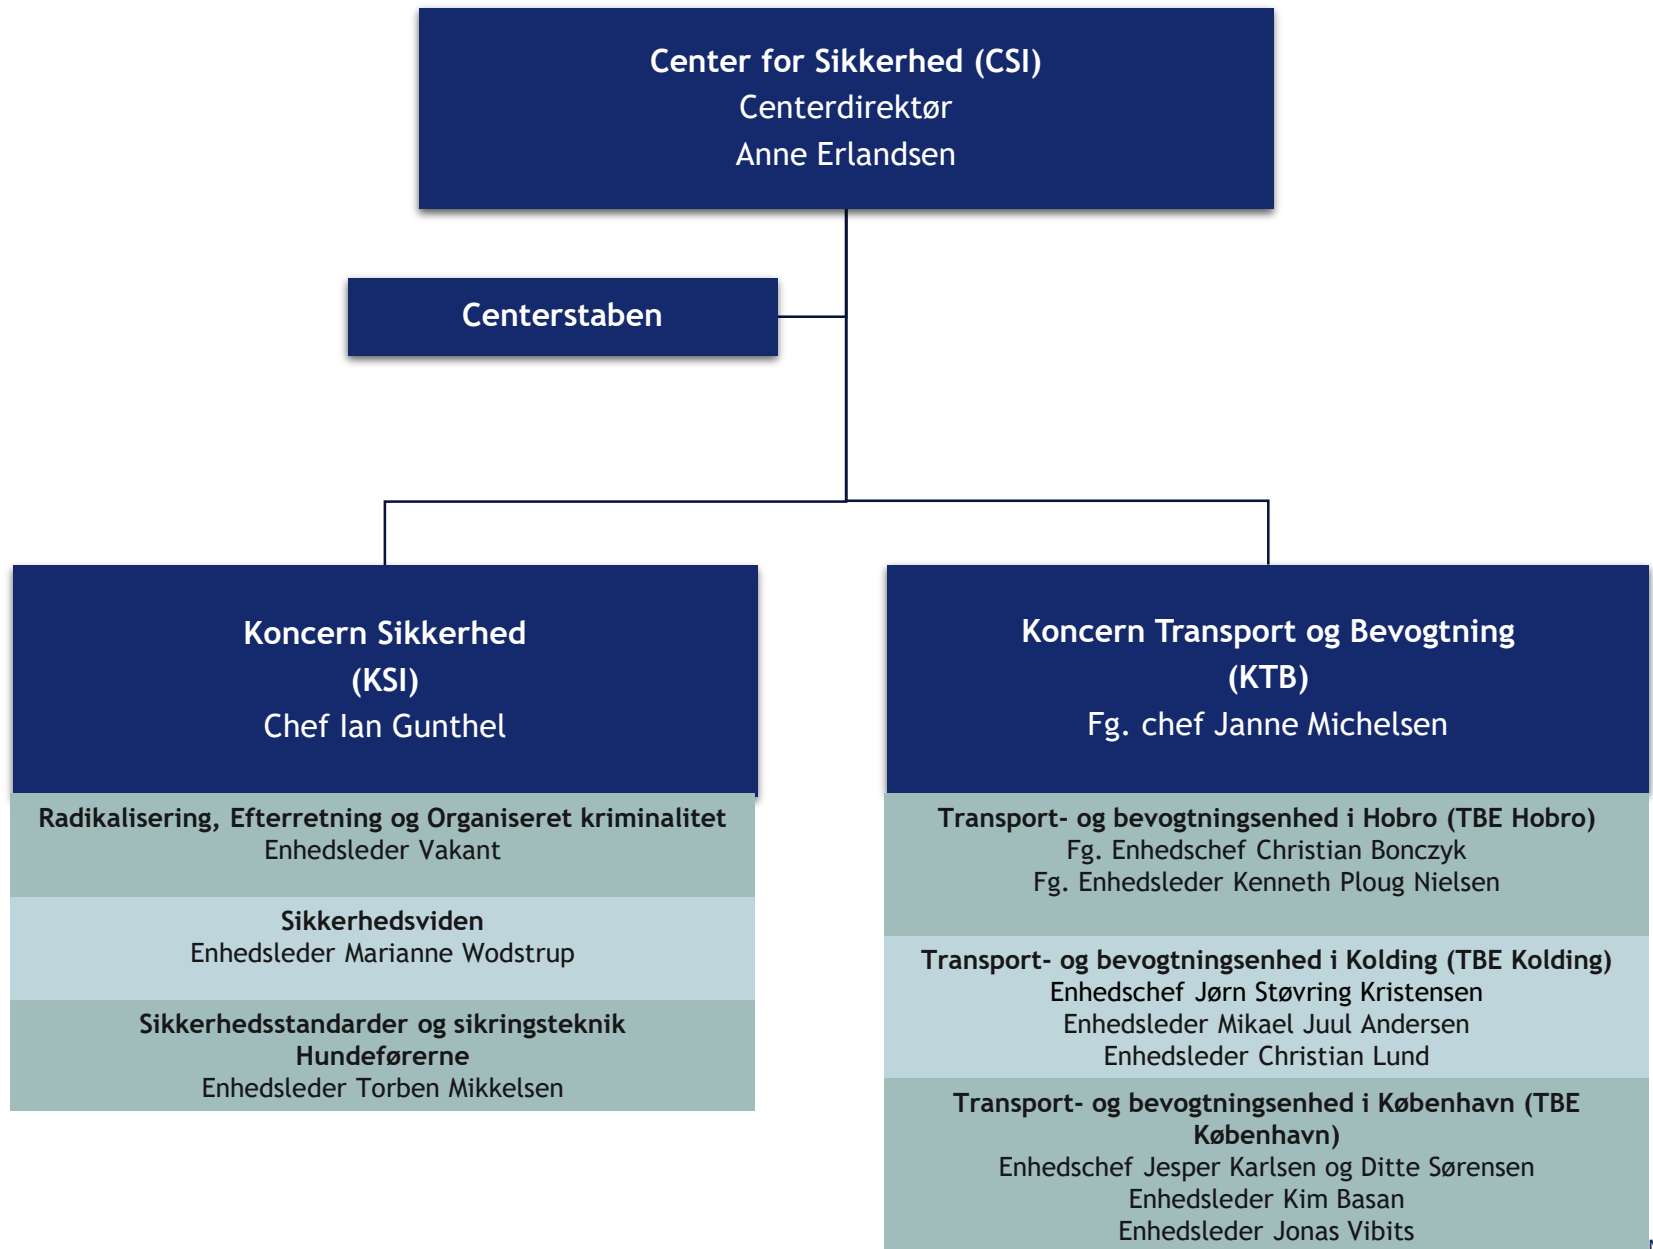 Center for Sikkerhed (CSI)
Centerdirektør
Anne Erlandsen
Centerstaben
Koncern Sikkerhed
(KSI)
Chef Ian Gunthel
Radikalisering, Efterretning og Organiseret kriminalitet
Enhedsleder Vakant
Sikkerhedsviden
Enhedsleder Marianne Wodstrup
Sikkerhedsstandarder og sikringsteknik
Hundeførerne
Enhedsleder Torben Mikkelsen
Koncern Transport og Bevogtning
(KTB)
Fg. chef Janne Michelsen
Transport- og bevogtningsenhed i Hobro (TBE Hobro)
Fg. Enhedschef Christian Bonczyk
Fg. Enhedsleder Kenneth Ploug Nielsen
Transport- og bevogtningsenhed i Kolding (TBE Kolding)
Enhedschef Jørn Støvring Kristensen
Enhedsleder Mikael Juul Andersen
Enhedsleder Christian Lund
Transport- og bevogtningsenhed i København (TBE
København)
Enhedschef Jesper Karlsen og Ditte Sørensen
Enhedsleder Kim Basan
Enhedsleder Jonas Vibits